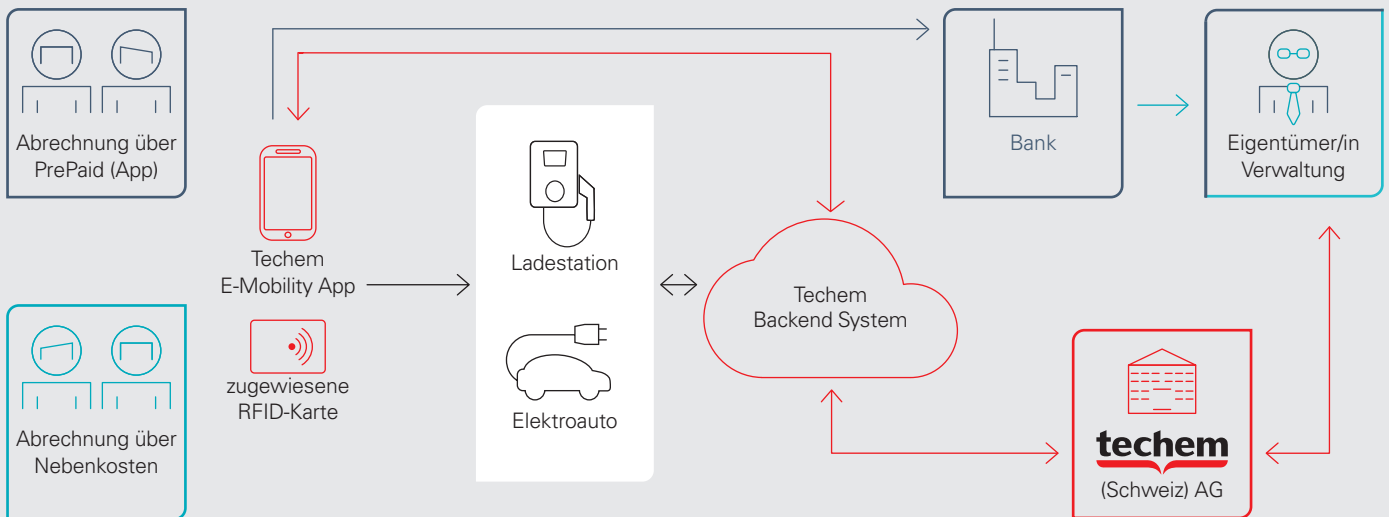 Abrechnung über
PrePaid (App)
Techem
E-Mobility App
zugewiesene
RFID-Karte
Abrechnung über
Nebenkosten
Ladestation
Elektroauto
Techem
Backend System
Bank
Eigentümer/in
Verwaltung
techem
(Schweiz) AG